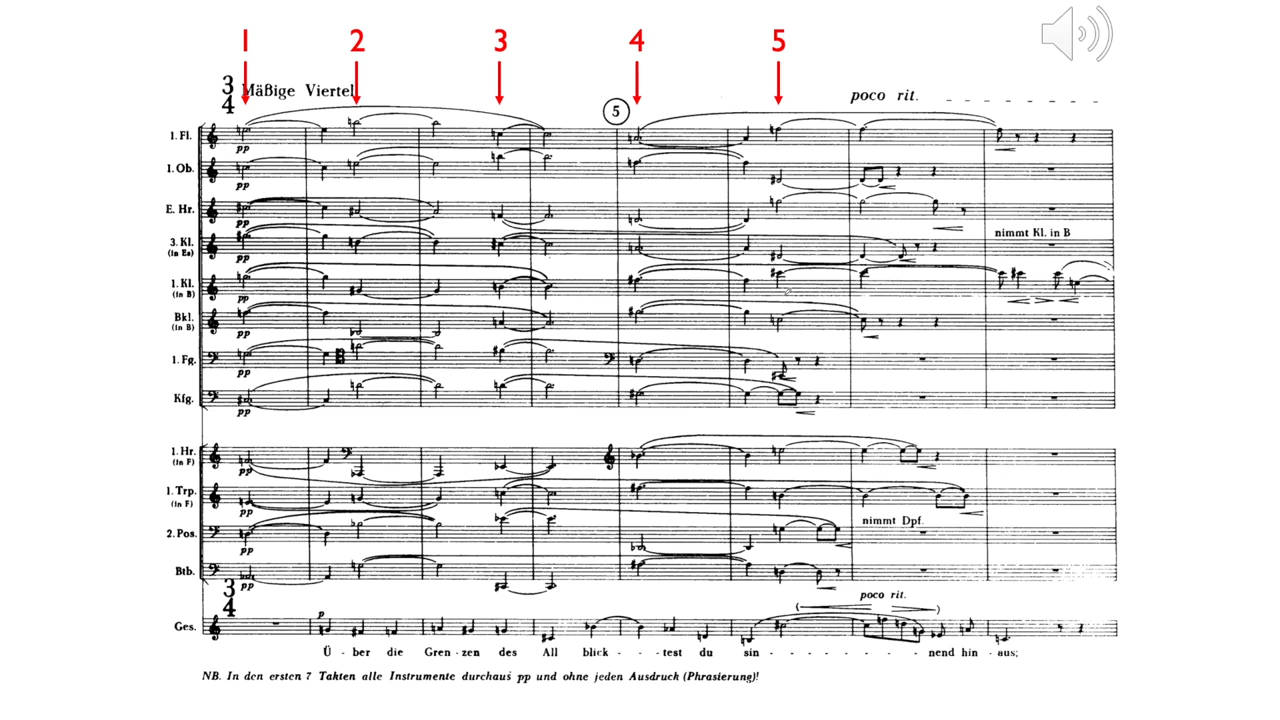 1 2 3 4 5
3
4
Mäßige Viertel
5
poco rit.
1. Fl.
pp
1. Ob.
pp
E. Hr.
pp
3. Kl.
(in Es)
pp
nimmt Kl. in B
1. Kl.
(in B)
pp
Bkl.
(in B)
pp
1. Fg.
pp
Kfg.
pp
1. Hr.
(in F)
pp
1. Trp.
(in F)
pp
nimmt Dpf.
2. Pos.
pp
Btb.
pp
3
4
poco rit.
p
Ges.
Ü - ber die Gren - zen des All blick - - - test du sin - - - - - - - - - nend hin aus;
NB. In den ersten 7 Takten alle Instrumente durchaus pp und ohne jeden Ausdruck (Phrasierung)!